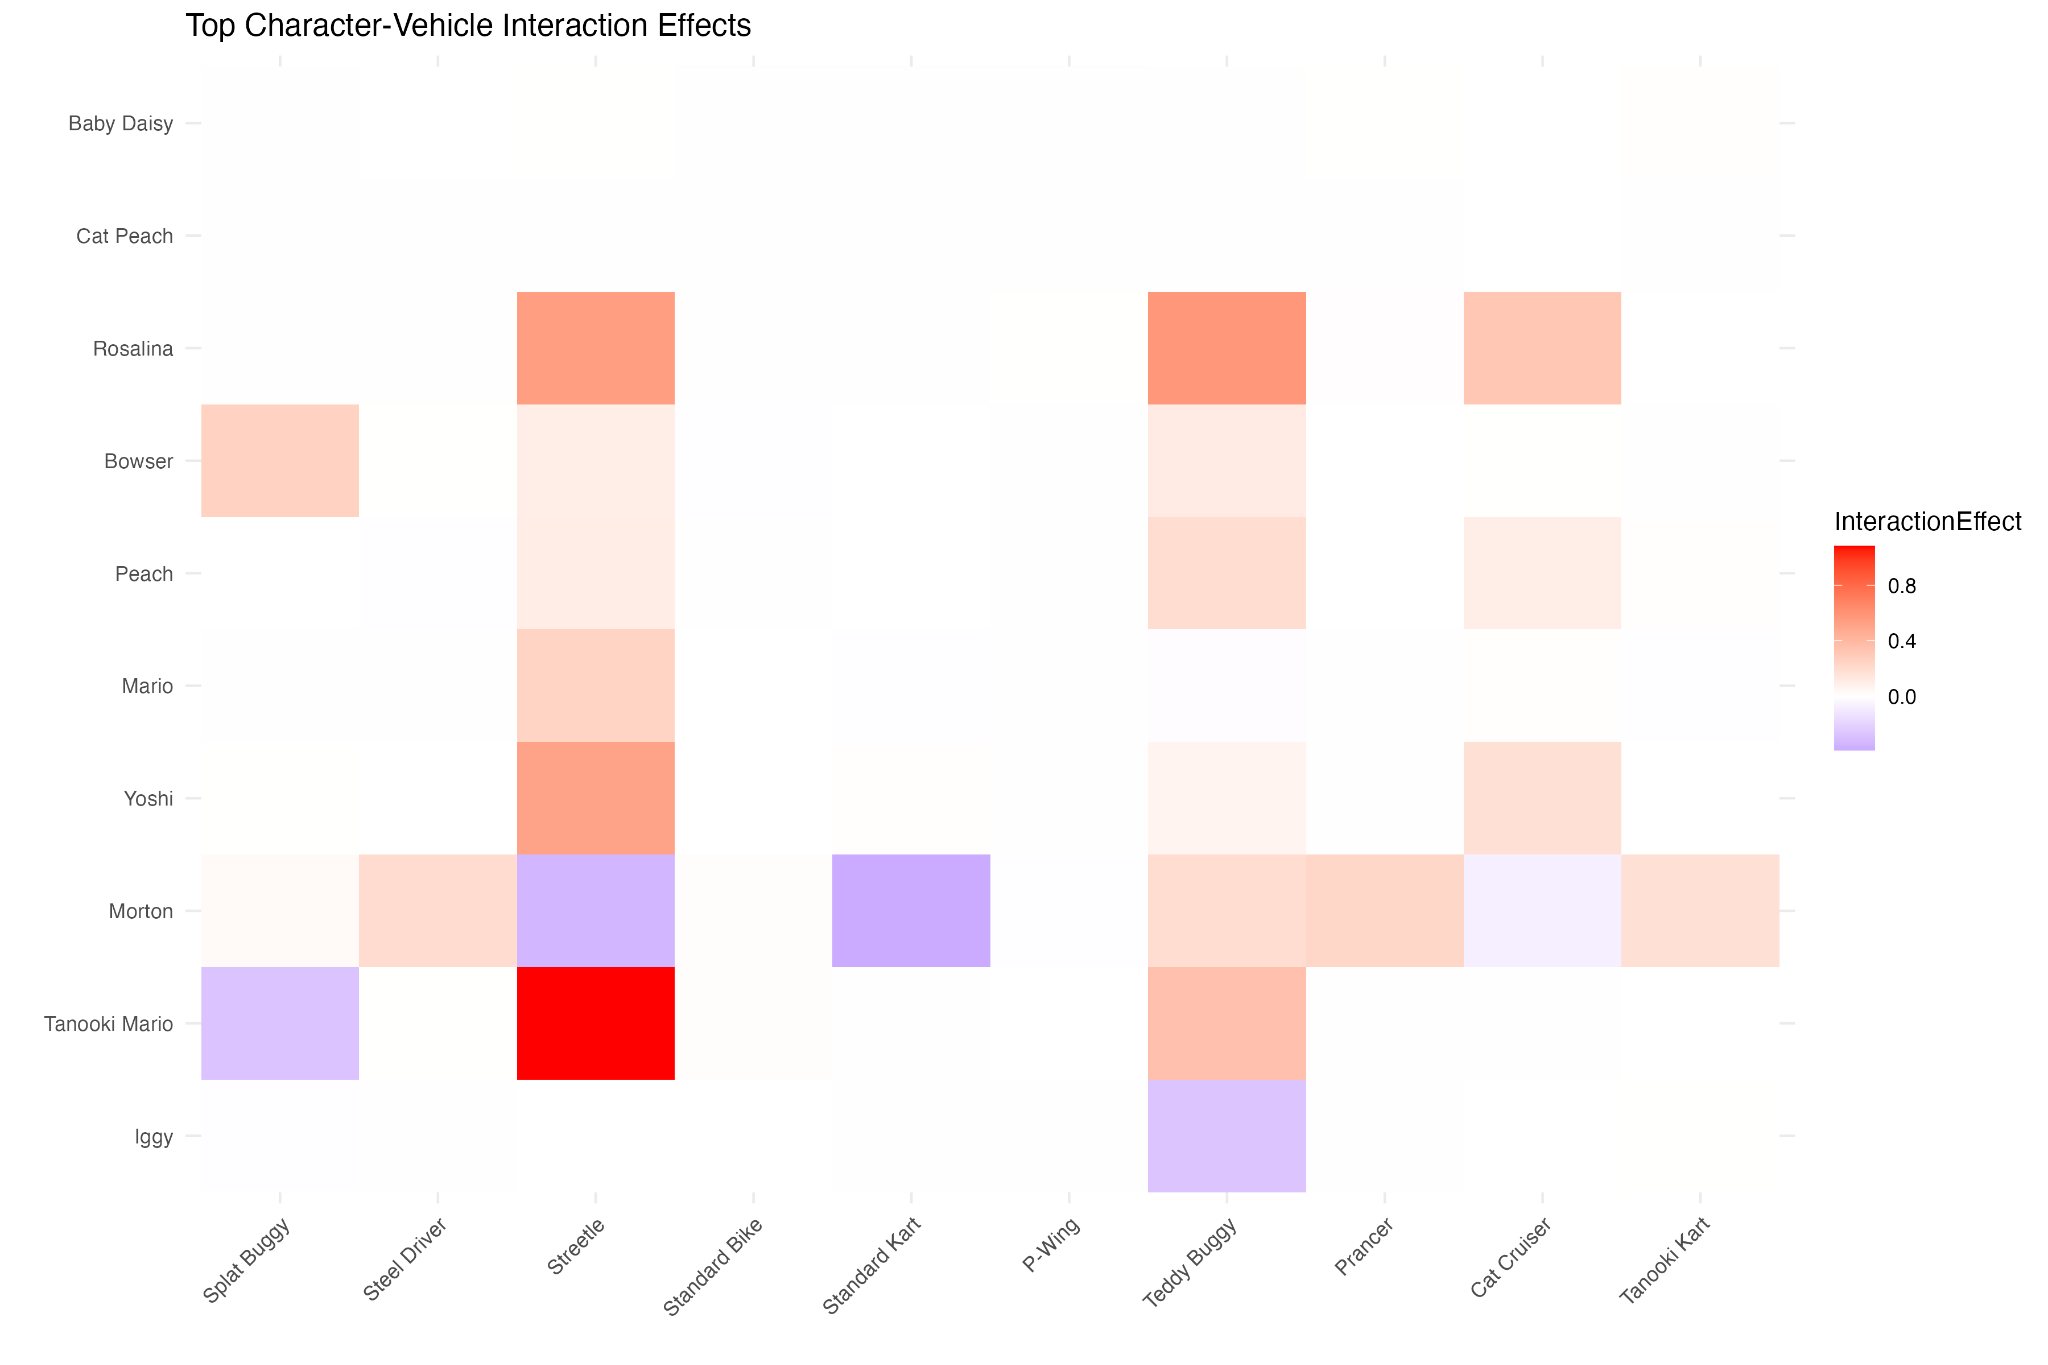 Top Character-Vehicle Interaction Effects
Baby Daisy
Cat Peach
Rosalina
Bowser
Peach
Mario
Yoshi
Morton
Tanooki Mario
Iggy
Splat Buggy
Steel Driver
Streetle
Standard Bike
Standard Kart
P-Wing
Teddy Buggy
Prancer
Cat Cruiser
Tanooki Kart
InteractionEffect
0.8
0.4
0.0